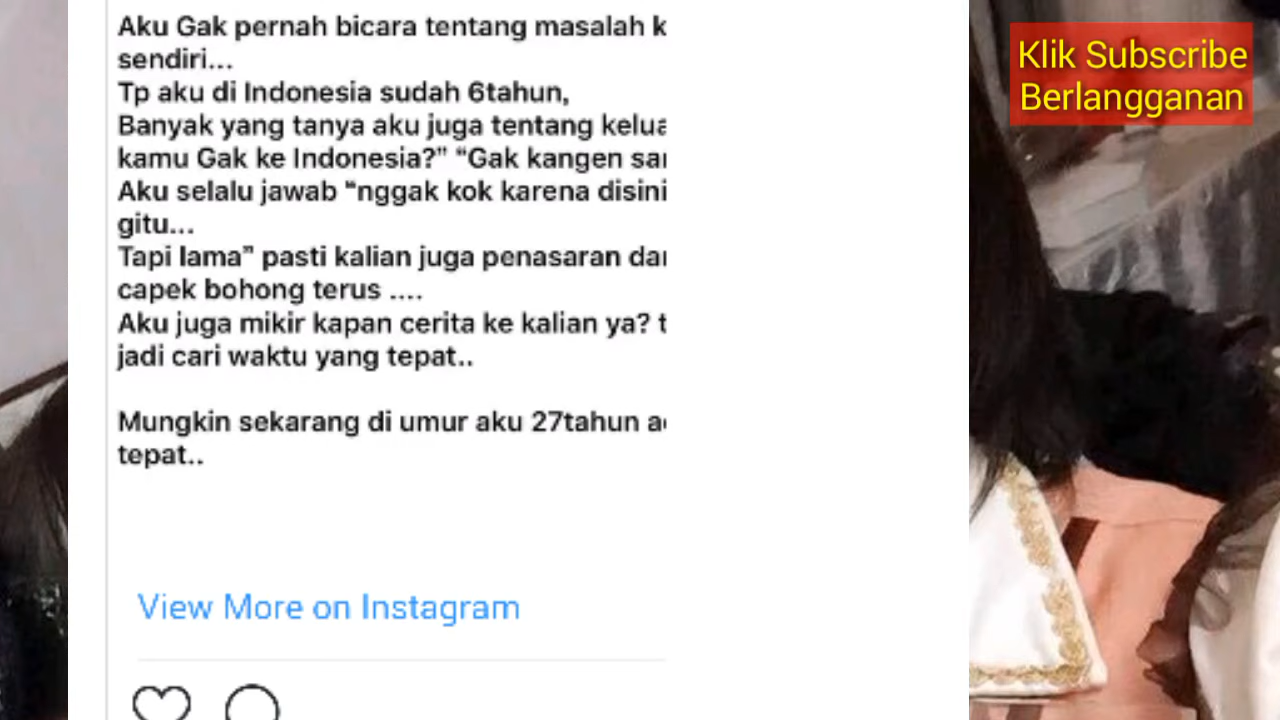 Aku Gak pernah bicara tentang masalah
sendiri...
Tp aku di Indonesia sudah 6tahun,
Banyak yang tanya aku juga tentang
kamu Gak ke Indonesia?” “Gak kangen
Aku selalu jawab “nggak kok karena disini
gitu...
Tapi lama” pasti kalian juga penasaran
capek bohong terus ....
Aku juga mikir kapan cerita ke kalian ya?
jadi cari waktu yang tepat..
Mungkin sekarang di umur aku 27tahun
tepat..
View More on Instagram
Klik Subscribe
Berlangganan